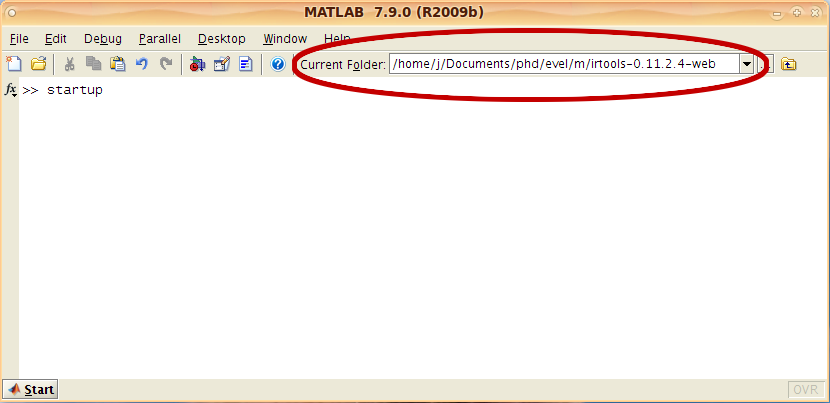 MATLAB 7.9.0 (R2009b)
File Edit Debug Parallel Desktop Window Help
Current Folder: /home/j/Documents/phd/evel/m/irtools-0.11.2.4-web
fx >> startup
Start OVR